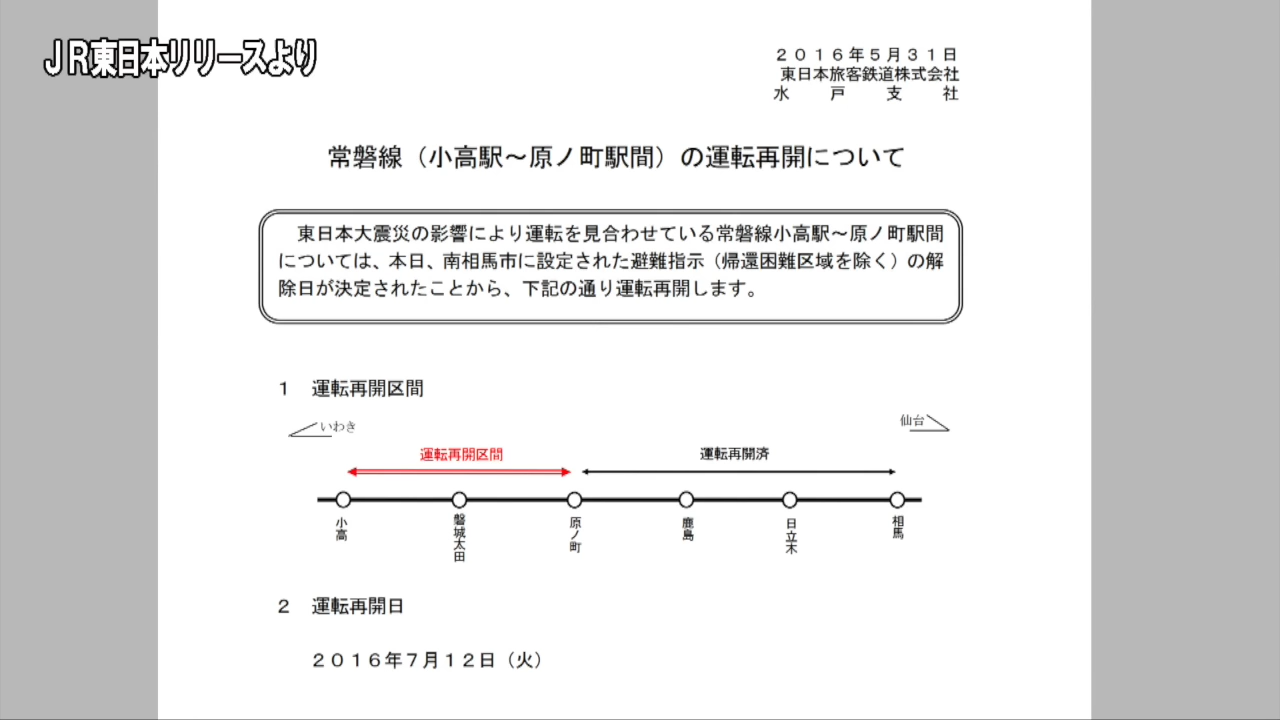 JR東日本リリースより
2016年5月31日
東日本旅客鉄道株式会社
水戸支社
常磐線（小高駅～原ノ町駅間）の運転再開について
東日本大震災の影響により運転を見合わせている常磐線小高駅～原ノ町駅間
については、本日、南相馬市に設定された避難指示（帰還困難区域を除く）の解
除日が決定されたことから、下記の通り運転再開します。
1 運転再開区間
いわき
仙台
運転再開区間
運転再開済
小高
磐城太田
原ノ町
鹿島
日立木
相馬
2 運転再開日
2016年7月12日（火）